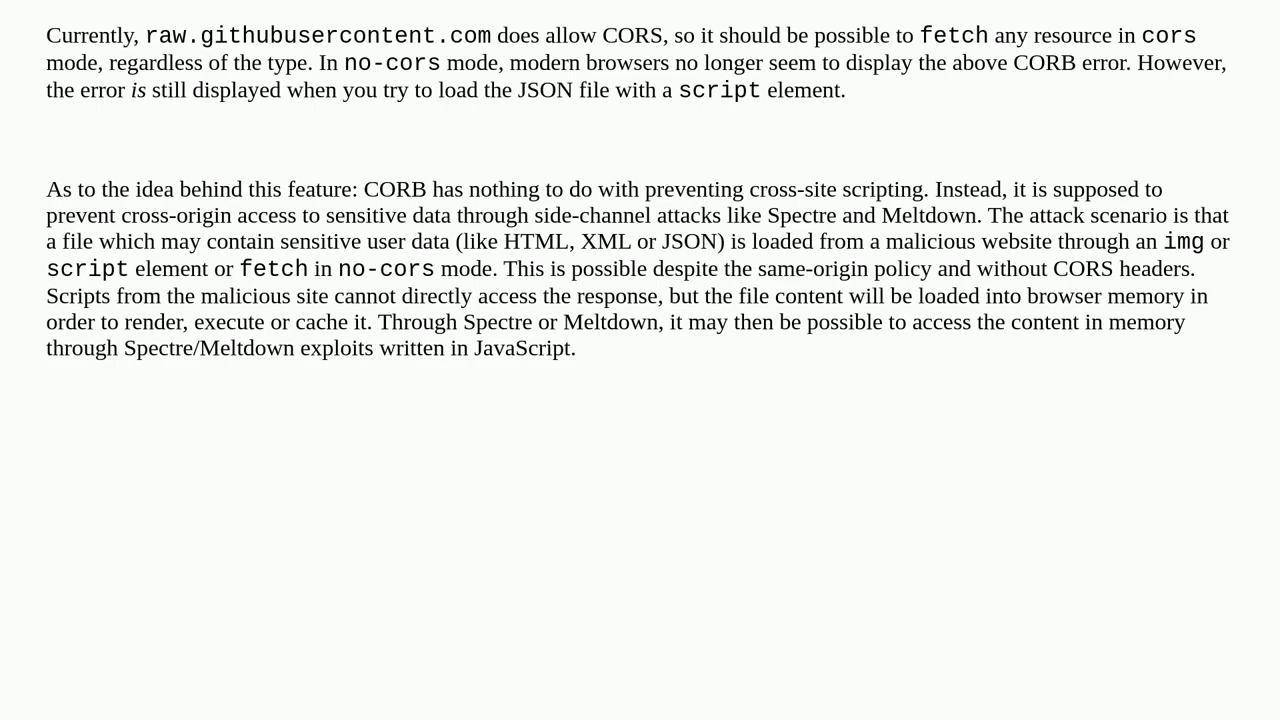 Currently, raw.githubusercontent.com does allow CORS, so it should be possible to fetch any resource in cors
mode, regardless of the type. In no-cors mode, modern browsers no longer seem to display the above CORB error. However,
the error is still displayed when you try to load the JSON file with a script element.
As to the idea behind this feature: CORB has nothing to do with preventing cross-site scripting. Instead, it is supposed to
prevent cross-origin access to sensitive data through side-channel attacks like Spectre and Meltdown. The attack scenario is that
a file which may contain sensitive user data (like HTML, XML or JSON) is loaded from a malicious website through an img or
script element or fetch in no-cors mode. This is possible despite the same-origin policy and without CORS headers.
Scripts from the malicious site cannot directly access the response, but the file content will be loaded into browser memory in
order to render, execute or cache it. Through Spectre or Meltdown, it may then be possible to access the content in memory
through Spectre/Meltdown exploits written in JavaScript.